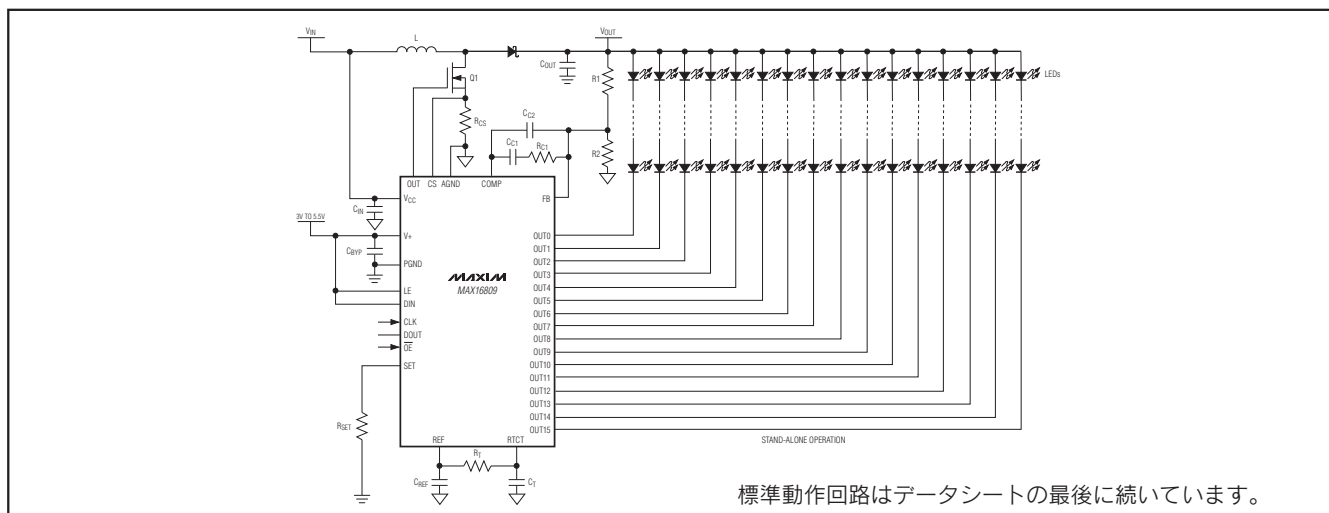 VIN
L
VOUT
COUT
Q1
R1
LEDs
RCS
CC2
CC1
RC1
R2
OUT
CS
AGND
COMP
VCC
FB
CIN
3V TO 5.5V
V+
CBYP
PGND
LE
DIN
CLK
DOUT
OE
SET
RSET
MAXIM
MAX16809
OUT0
OUT1
OUT2
OUT3
OUT4
OUT5
OUT6
OUT7
OUT8
OUT9
OUT10
OUT11
OUT12
OUT13
OUT14
OUT15
REF
RTCT
RT
CREF
CT
STAND-ALONE OPERATION
標準動作回路はデータシートの最後に続いています。